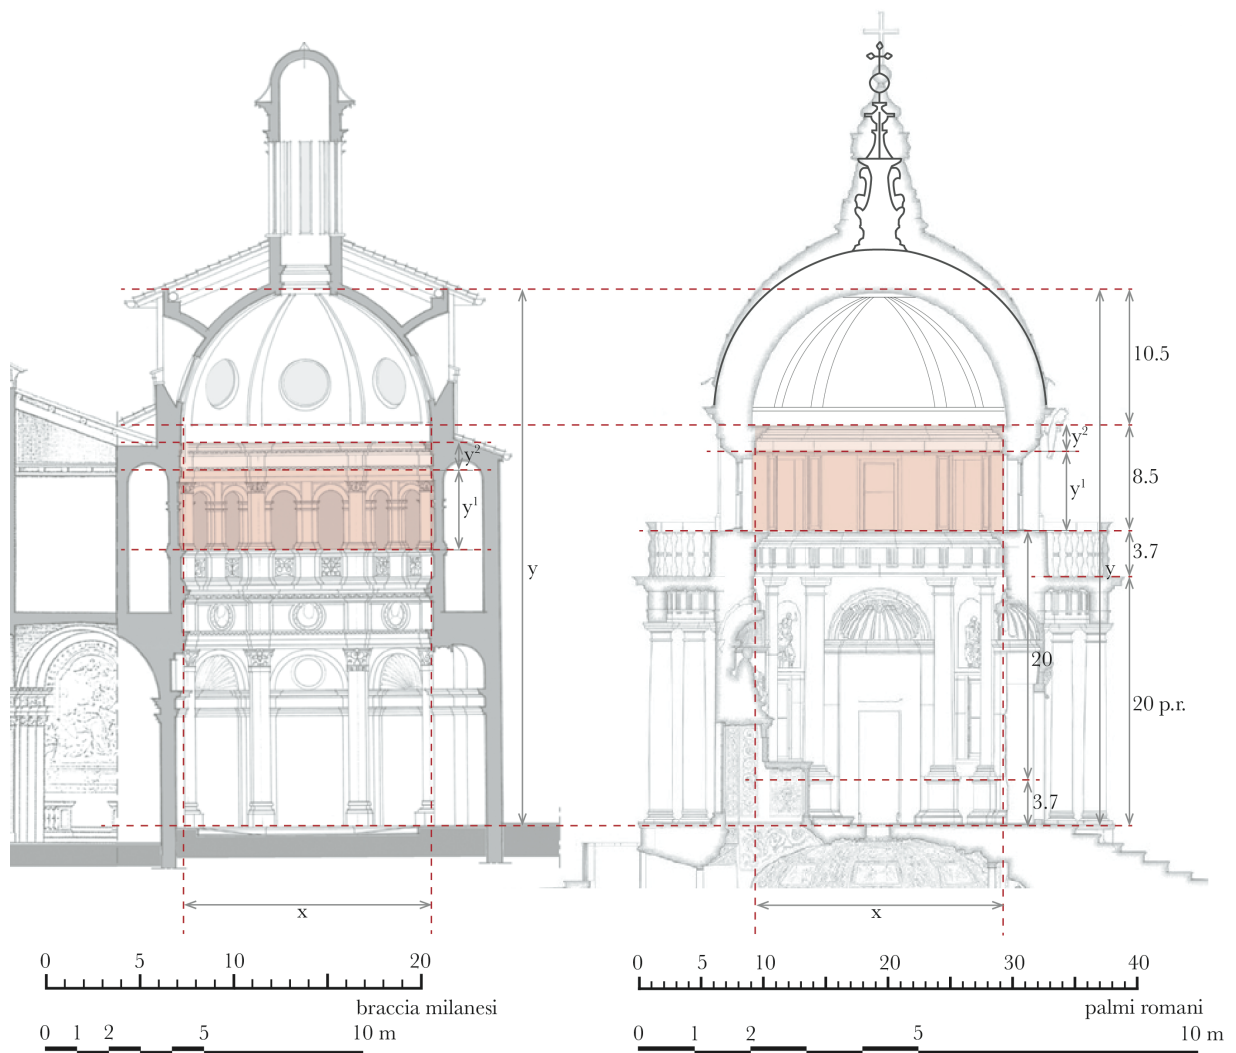 10.5
y²
8.5
y²
y¹
y¹
3.7
y
y
20
20 p.r.
3.7
x
x
0 5 10 20
braccia milanesi
0 1 2 5 10 m
0 5 10 20 30 40
palmi romani
0 1 2 5 10 m